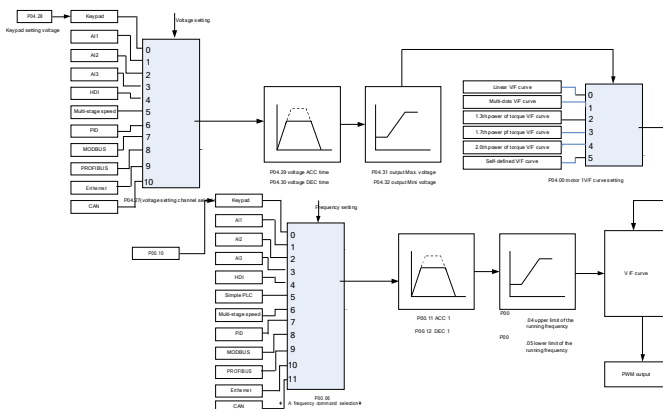 P04.28
Keypad
Keypad setting voltage
AI1
AI2
AI3
HDI
Multi-stage speed
PID
MODBUS
PROFIBUS
Erthernet
CAN
Voltage setting
0
1
2
3
4
5
6
7
8
9
10
P04.27(voltage setting channel sel
P04.29 voltage ACC time
P04.30 voltage DEC time
P04.31 output Max. voltage
P04.32 output Mini voltage
Linear V/F curve
Multi-dots V/F curve
1.3th power of torque V/F curve
1.7th power pf torque V/F curve
2.0th power of torque V/F curve
Self-defined V/F curve
0
1
2
3
4
5
P04.00 motor 1V/F curve setting
P00.10
Frequency setting
Keypad
AI1
AI2
AI3
HDI
Simple PLC
Multi-stage speed
PID
MODBUS
PROFIBUS
Erthernet
CAN
0
1
2
3
4
5
6
7
8
9
10
11
P00.06
A frequency command selection
P00.11 ACC 1
P00.12 DEC 1
P00
.04 upper limit of the
running frequency
P00
.05 lower limit of the
running frequency
V/F curve
PWM output